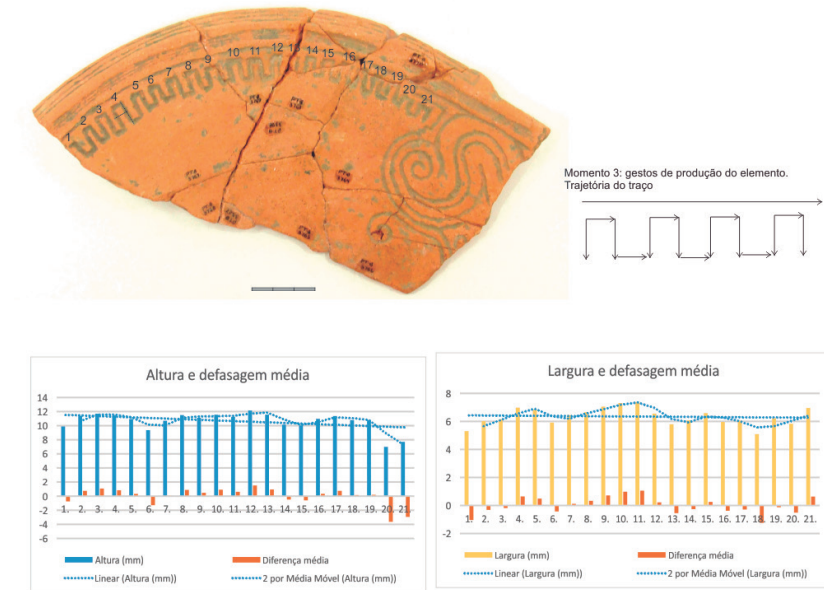 1 2 3 4 5 6 7 8 9 10 11 12 13 14 15 16 17 18 19 20 21
Momento 3: gestos de produção do elemento.
Trajetória do traço
Altura e defasagem média
14
12
10
8
6
4
2
0
-2
-4
-6
1. 2. 3. 4. 5. 6. 7. 8. 9. 10. 11. 12. 13. 14. 15. 16. 17. 18. 19. 20. 21.
Altura (mm) Diferença média
Linear (Altura (mm)) 2 por Média Móvel (Altura (mm))
Largura e defasagem média
8
6
4
2
0
-2
1. 2. 3. 4. 5. 6. 7. 8. 9. 10. 11. 12. 13. 14. 15. 16. 17. 18. 19. 20. 21.
Largura (mm) Diferença média
Linear (Largura (mm)) 2 por Média Móvel (Largura (mm))